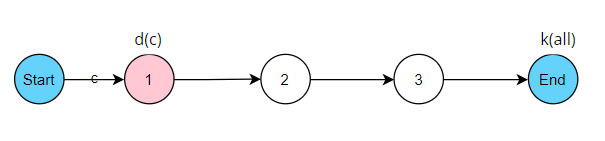 d(c)
k(all)
Start
c
1
2
3
End